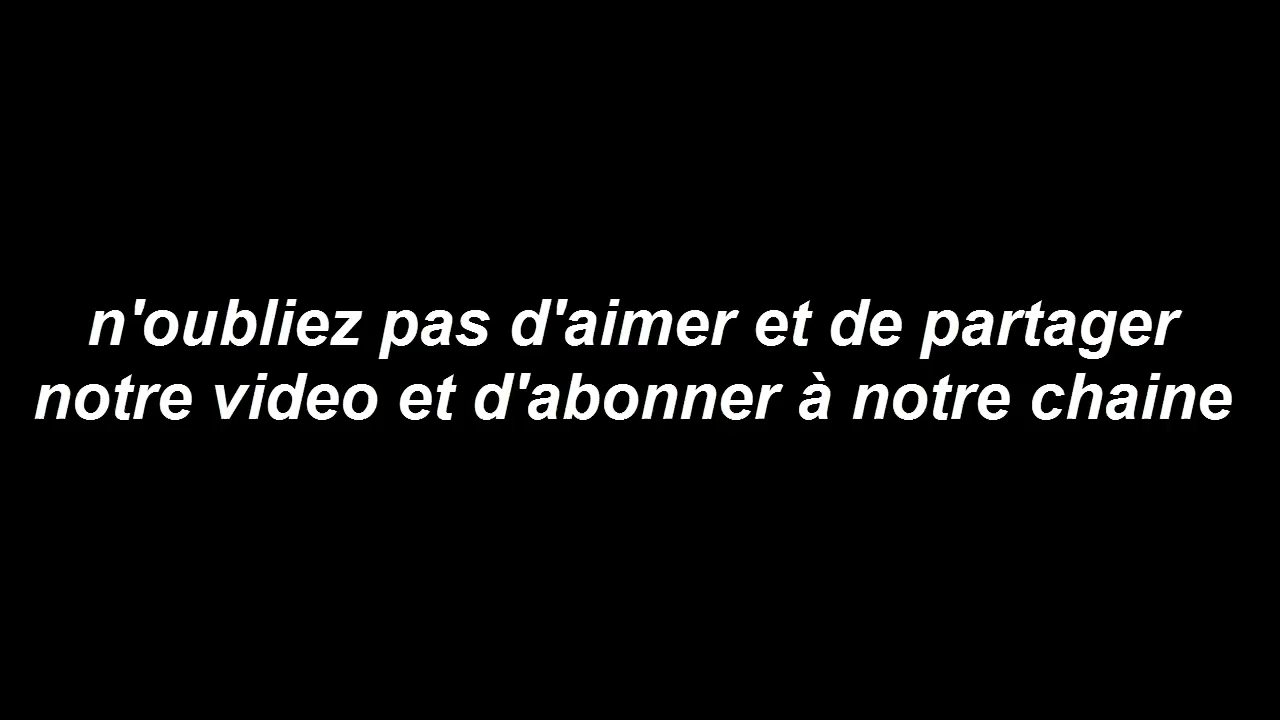 n'oubliez pas d'aimer et de partager
notre video et d'abonner à notre chaine